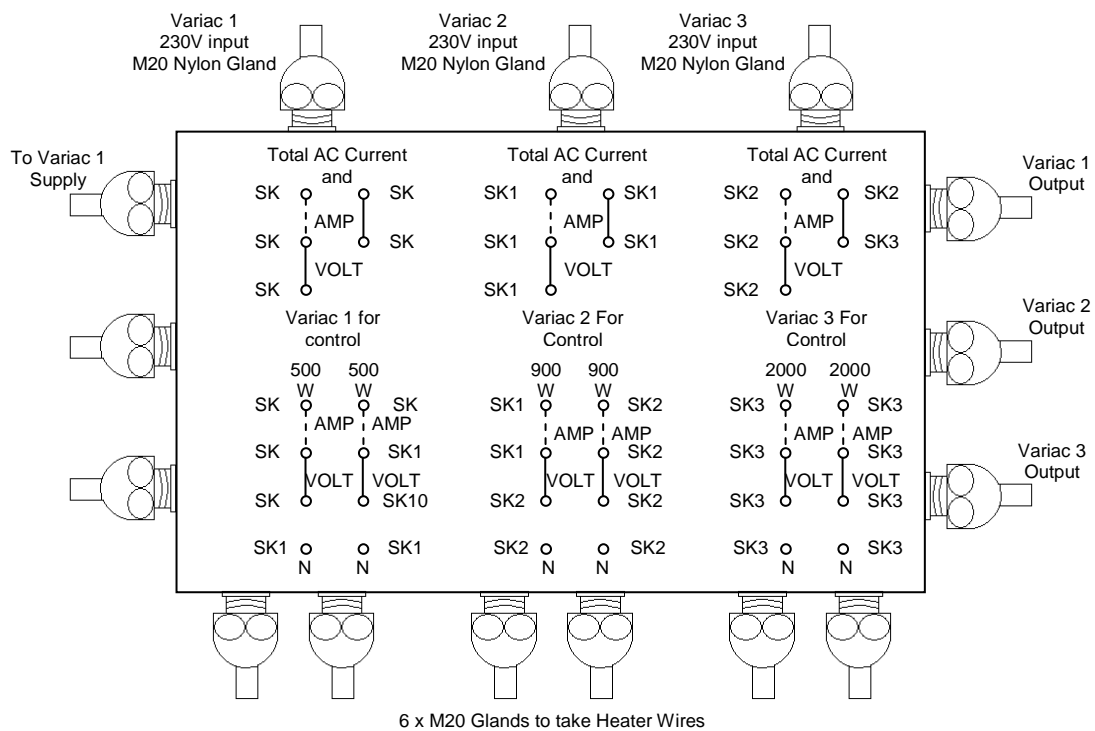 Variac 1
230V input
M20 Nylon Gland
Variac 2
230V input
M20 Nylon Gland
Variac 3
230V input
M20 Nylon Gland
To Variac 1
Supply
Total AC Current
and
Total AC Current
and
Total AC Current
and
Variac 1
Output
SK SK
AMP
SK SK
VOLT
SK
SK1 SK1
AMP
SK1 SK1
VOLT
SK1
SK2 SK2
AMP
SK2 SK3
VOLT
SK2
Variac 1 for
control
Variac 2 For
Control
Variac 3 For
Control
Variac 2
Output
500 500
W W
SK SK
AMP AMP
SK SK1
VOLT VOLT
SK SK10
SK1 SK1
N N
900 900
W W
SK1 SK2
AMP AMP
SK1 SK2
VOLT VOLT
SK2 SK2
SK2 SK2
N N
2000 2000
W W
SK3 SK3
AMP AMP
SK3 SK3
VOLT VOLT
SK3 SK3
SK3 SK3
N N
Variac 3
Output
6 x M20 Glands to take Heater Wires